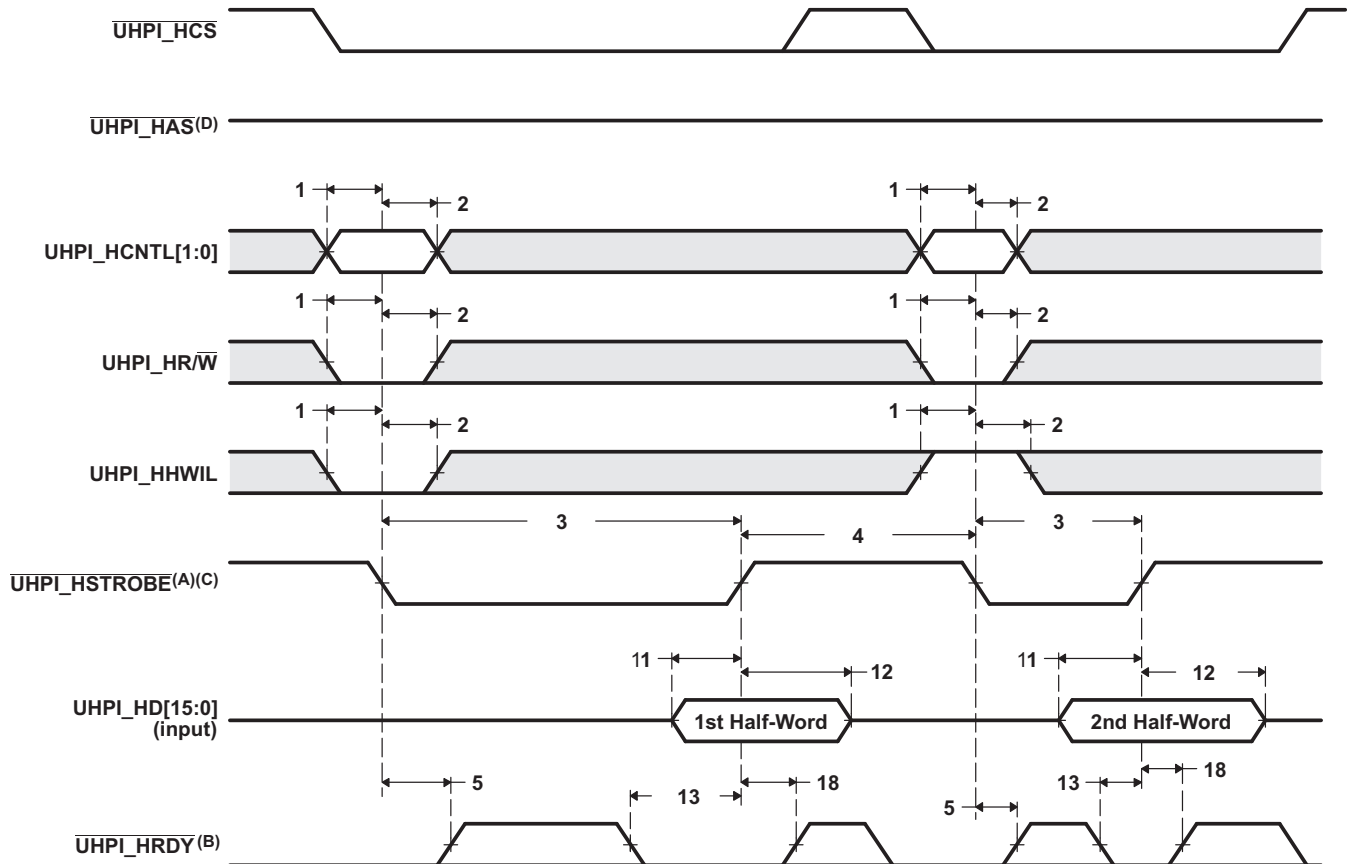 UHPI_HCS
UHPI_HAS(D)
1 1
2 2
UHPI_HCNTL[1:0]
1 1
2 2
UHPI_HR/W
1 1
2 2
UHPI_HHWIL
3 4 3
UHPI_HSTROBE(A)(C)
11 12 11 12
UHPI_HD[15:0]
(input)
1st Half-Word 2nd Half-Word
5 13 18 5 13 18
UHPI_HRDY(B)